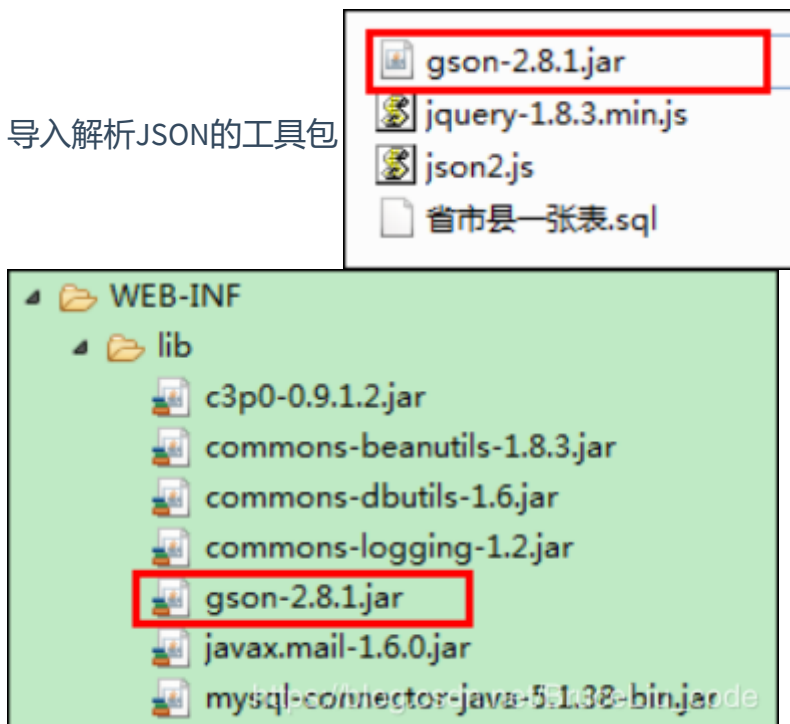 gson-2.8.1.jar
jquery-1.8.3.min.js
导入解析JSON的工具包
json2.js
省市县一张表.sql
WEB-INF
lib
c3p0-0.9.1.2.jar
commons-beanutils-1.8.3.jar
commons-dbutils-1.6.jar
commons-logging-1.2.jar
gson-2.8.1.jar
javax.mail-1.6.0.jar
mysql-connector-java-5.1.38-bin.jar